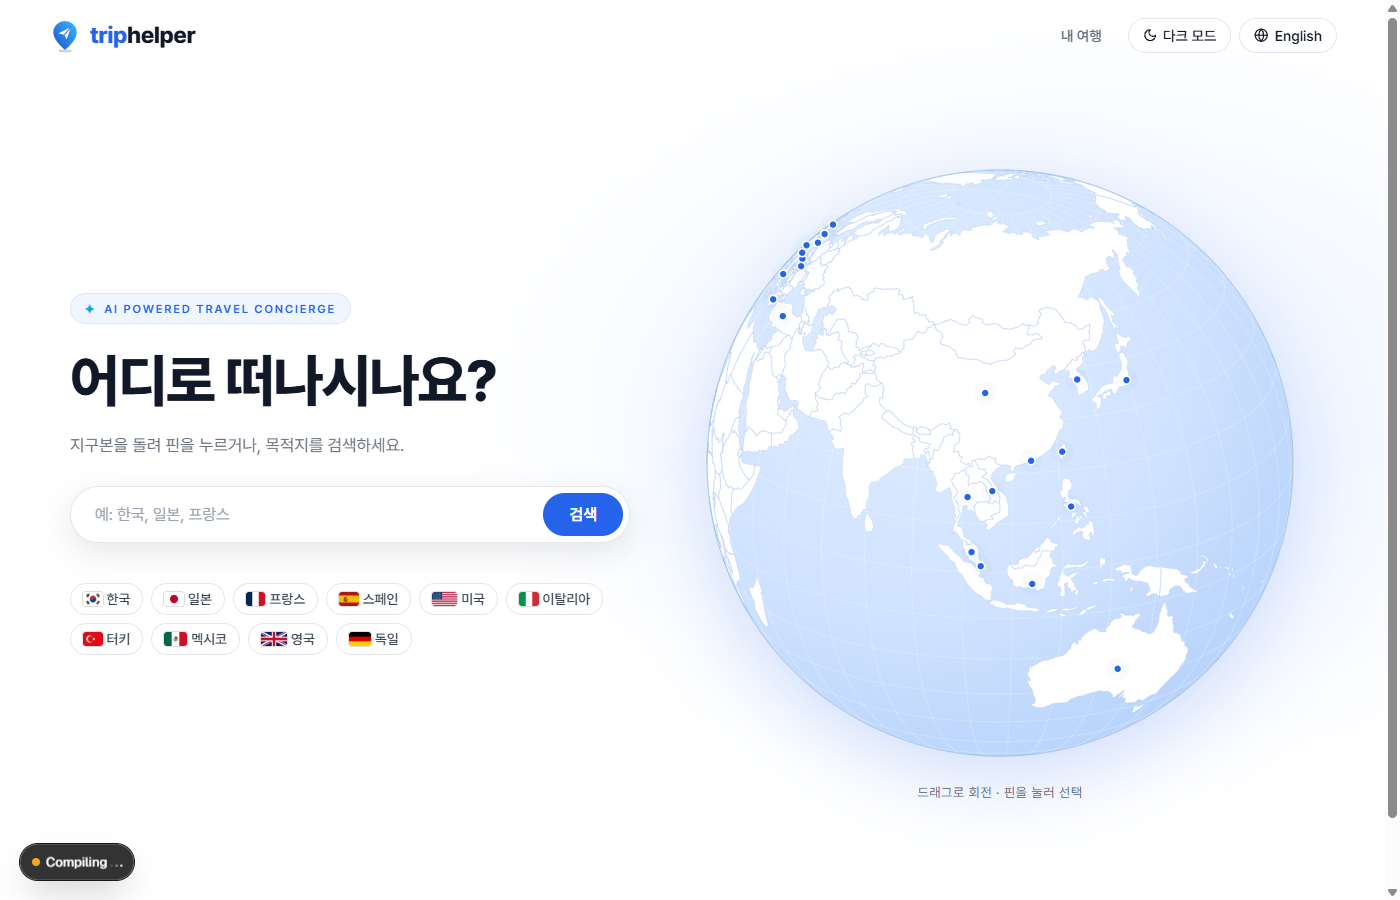 triphelper
내 여행
다크 모드
English
AI POWERED TRAVEL CONCIERGE
어디로 떠나시나요?
지구본을 돌려 핀을 누르거나, 목적지를 검색하세요.
예: 한국, 일본, 프랑스
검색
한국
일본
프랑스
스페인
미국
이탈리아
터키
멕시코
영국
독일
드래그로 회전 · 핀을 눌러 선택
Compiling ...